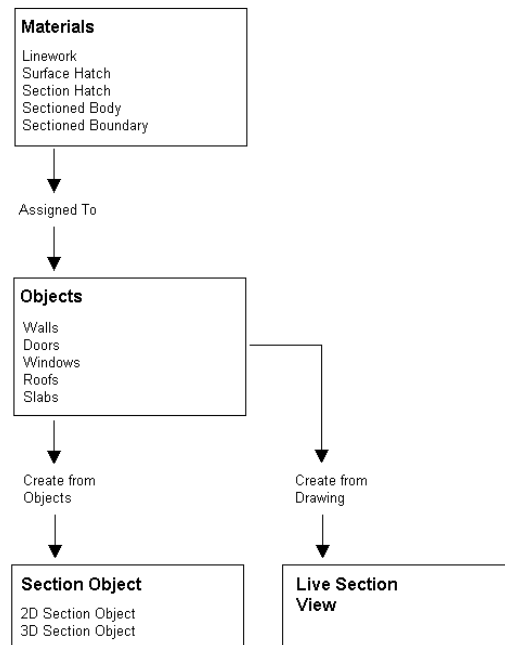 Materials
Linework
Surface Hatch
Section Hatch
Sectioned Body
Sectioned Boundary
Assigned To
Objects
Walls
Doors
Windows
Roofs
Slabs
Create from
Objects
Create from
Drawing
Section Object
2D Section Object
3D Section Object
Live Section
View